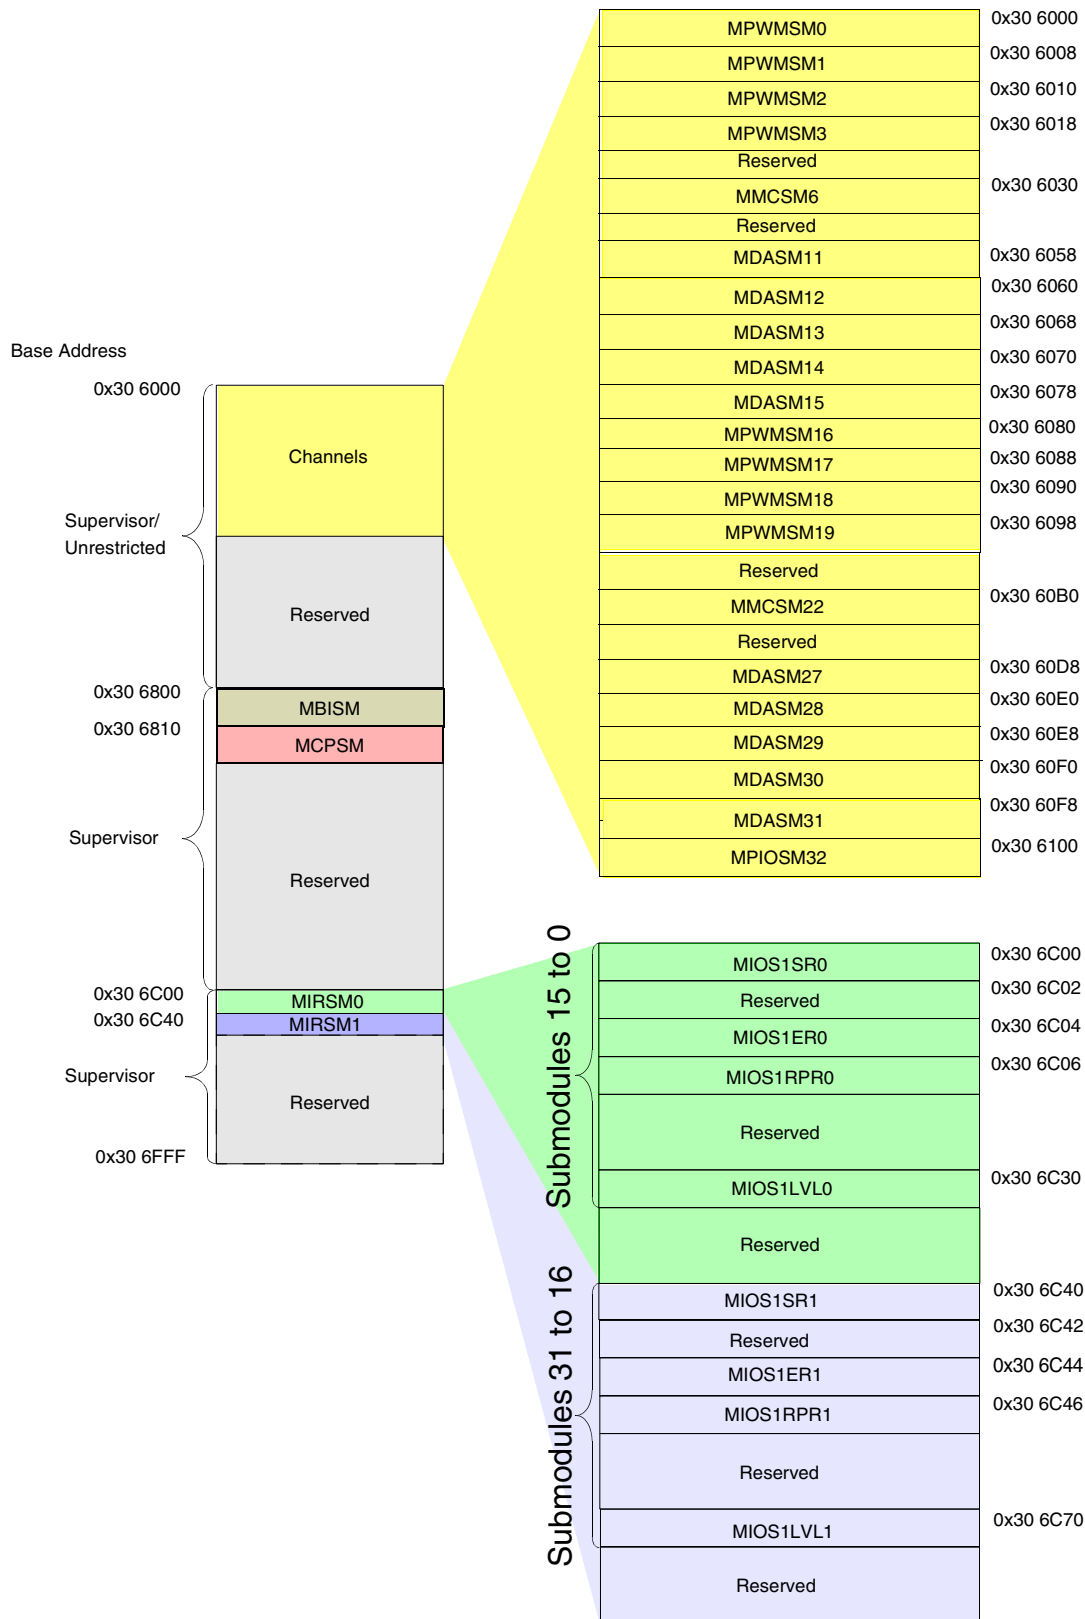 Base Address
0x30 6000
Channels
Supervisor/
Unrestricted
Reserved
0x30 6800
MBISM
0x30 6810
MCPSM
Supervisor
Reserved
0x30 6C00
MIRSM0
0x30 6C40
MIRSM1
Supervisor
Reserved
0x30 6FFF
MPWMSM0
0x30 6000
MPWMSM1
0x30 6008
MPWMSM2
0x30 6010
MPWMSM3
0x30 6018
Reserved
MMCSM6
0x30 6030
Reserved
MDASM11
0x30 6058
MDASM12
0x30 6060
MDASM13
0x30 6068
MDASM14
0x30 6070
MDASM15
0x30 6078
MPWMSM16
0x30 6080
MPWMSM17
0x30 6088
MPWMSM18
0x30 6090
MPWMSM19
0x30 6098
Reserved
MMCSM22
0x30 60B0
Reserved
MDASM27
0x30 60D8
MDASM28
0x30 60E0
MDASM29
0x30 60E8
MDASM30
0x30 60F0
MDASM31
0x30 60F8
MPIOSM32
0x30 6100
Submodules 15 to 0
MIOS1SR0
0x30 6C00
Reserved
0x30 6C02
MIOS1ER0
0x30 6C04
MIOS1RPR0
0x30 6C06
Reserved
MIOS1LVL0
0x30 6C30
Reserved
Submodules 31 to 16
MIOS1SR1
0x30 6C40
Reserved
0x30 6C42
MIOS1ER1
0x30 6C44
MIOS1RPR1
0x30 6C46
Reserved
MIOS1LVL1
0x30 6C70
Reserved